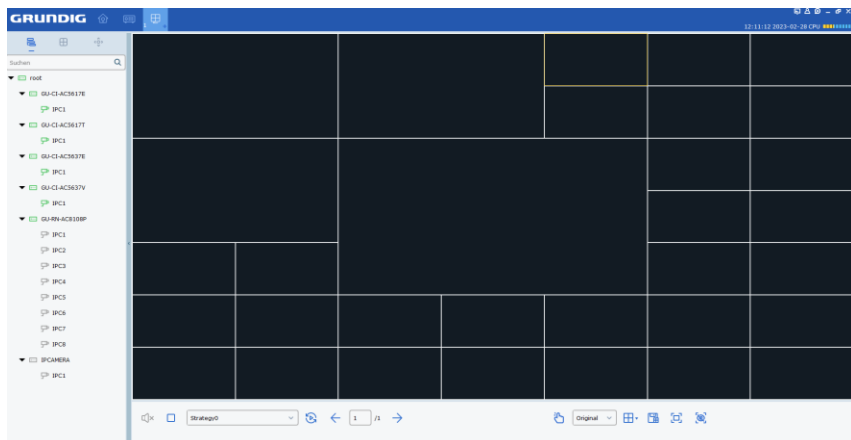 GRUNDIG
12:11:12 2023-02-28 CPU
Suchen
root
GU-CI-AC5617E
IPC1
GU-CI-AC5617T
IPC1
GU-CI-AC5637E
IPC1
GU-CI-AC5637V
IPC1
GU-RN-AC8108P
IPC1
IPC2
IPC3
IPC4
IPC5
IPC6
IPC7
IPC8
IPCAMERA
IPC1
Strategy0 1 /1 Original